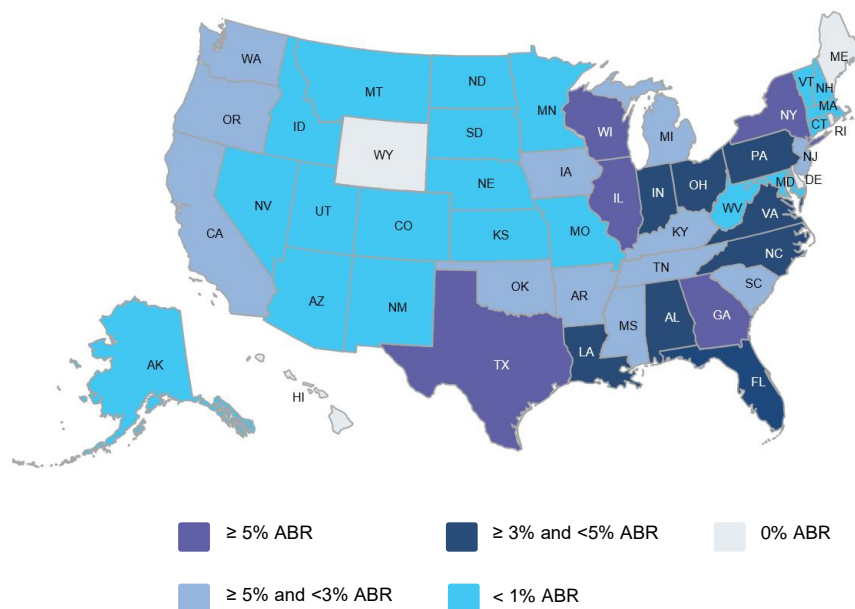 ME
WA
VT
NH
MT
ND
MN
MA
OR
ID
WI
NY
CT
RI
SD
MI
WY
PA
NJ
IA
NE
OH
DE
IN
MD
IL
NV
UT
WV
VA
CO
CA
KS
MO
KY
NC
TN
OK
AZ
NM
AR
SC
MS
AL
GA
AK
TX
LA
FL
HI
≥ 5% ABR
≥ 3% and <5% ABR
0% ABR
≥ 5% and <3% ABR
< 1% ABR